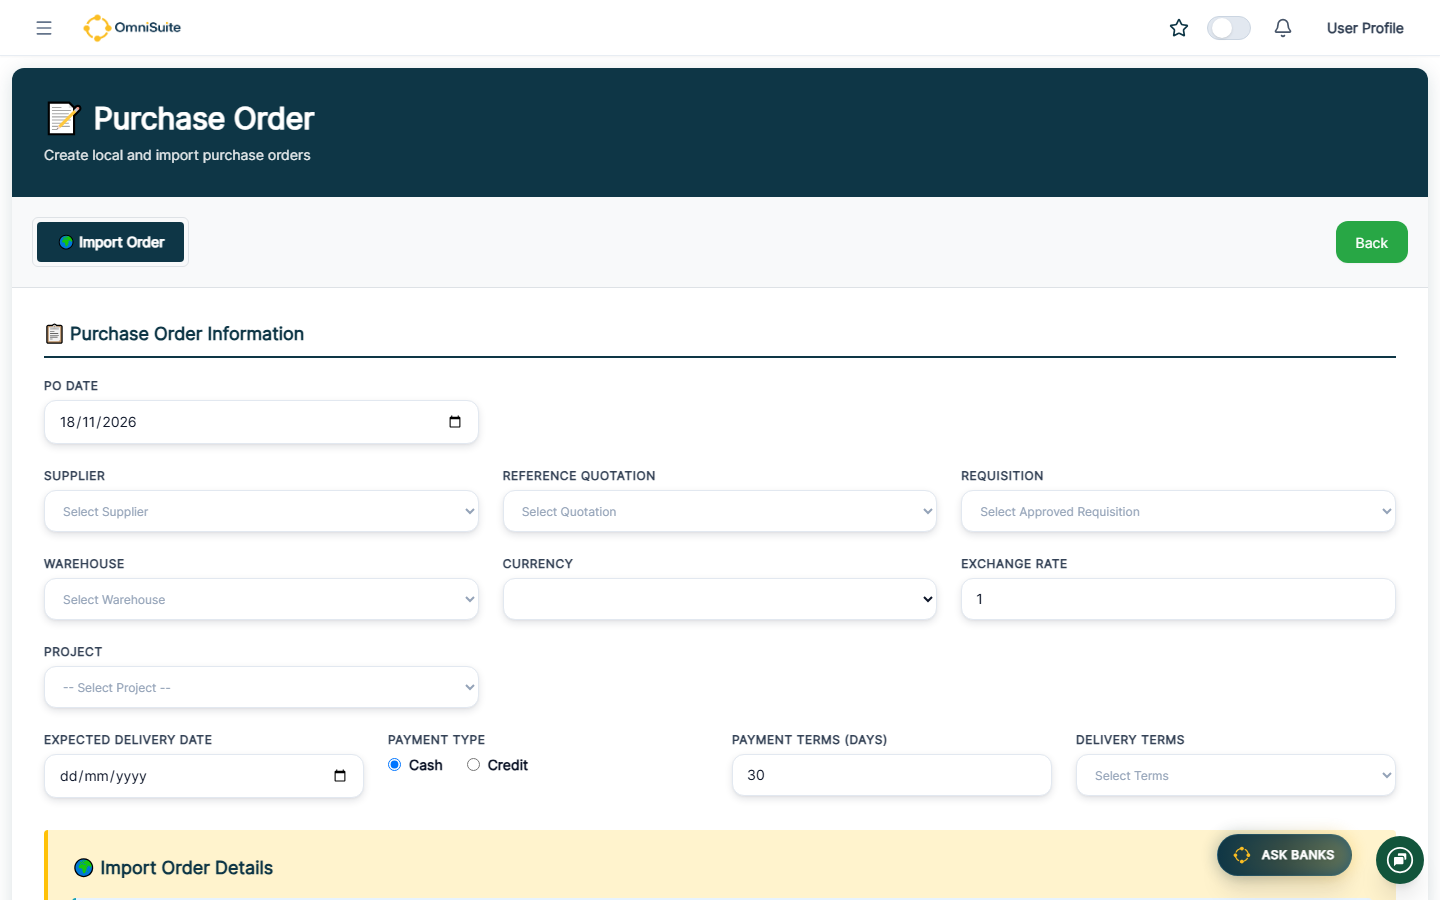 OmniSuite
User Profile
Purchase Order
Create local and import purchase orders
Import Order
Back
Purchase Order Information
PO DATE
18/11/2026
SUPPLIER
REFERENCE QUOTATION
REQUISITION
Select Supplier
Select Quotation
Select Approved Requisition
WAREHOUSE
CURRENCY
EXCHANGE RATE
Select Warehouse
1
PROJECT
-- Select Project --
EXPECTED DELIVERY DATE
PAYMENT TYPE
PAYMENT TERMS (DAYS)
DELIVERY TERMS
dd/mm/yyyy
Cash
Credit
30
Select Terms
Import Order Details
ASK BANKS